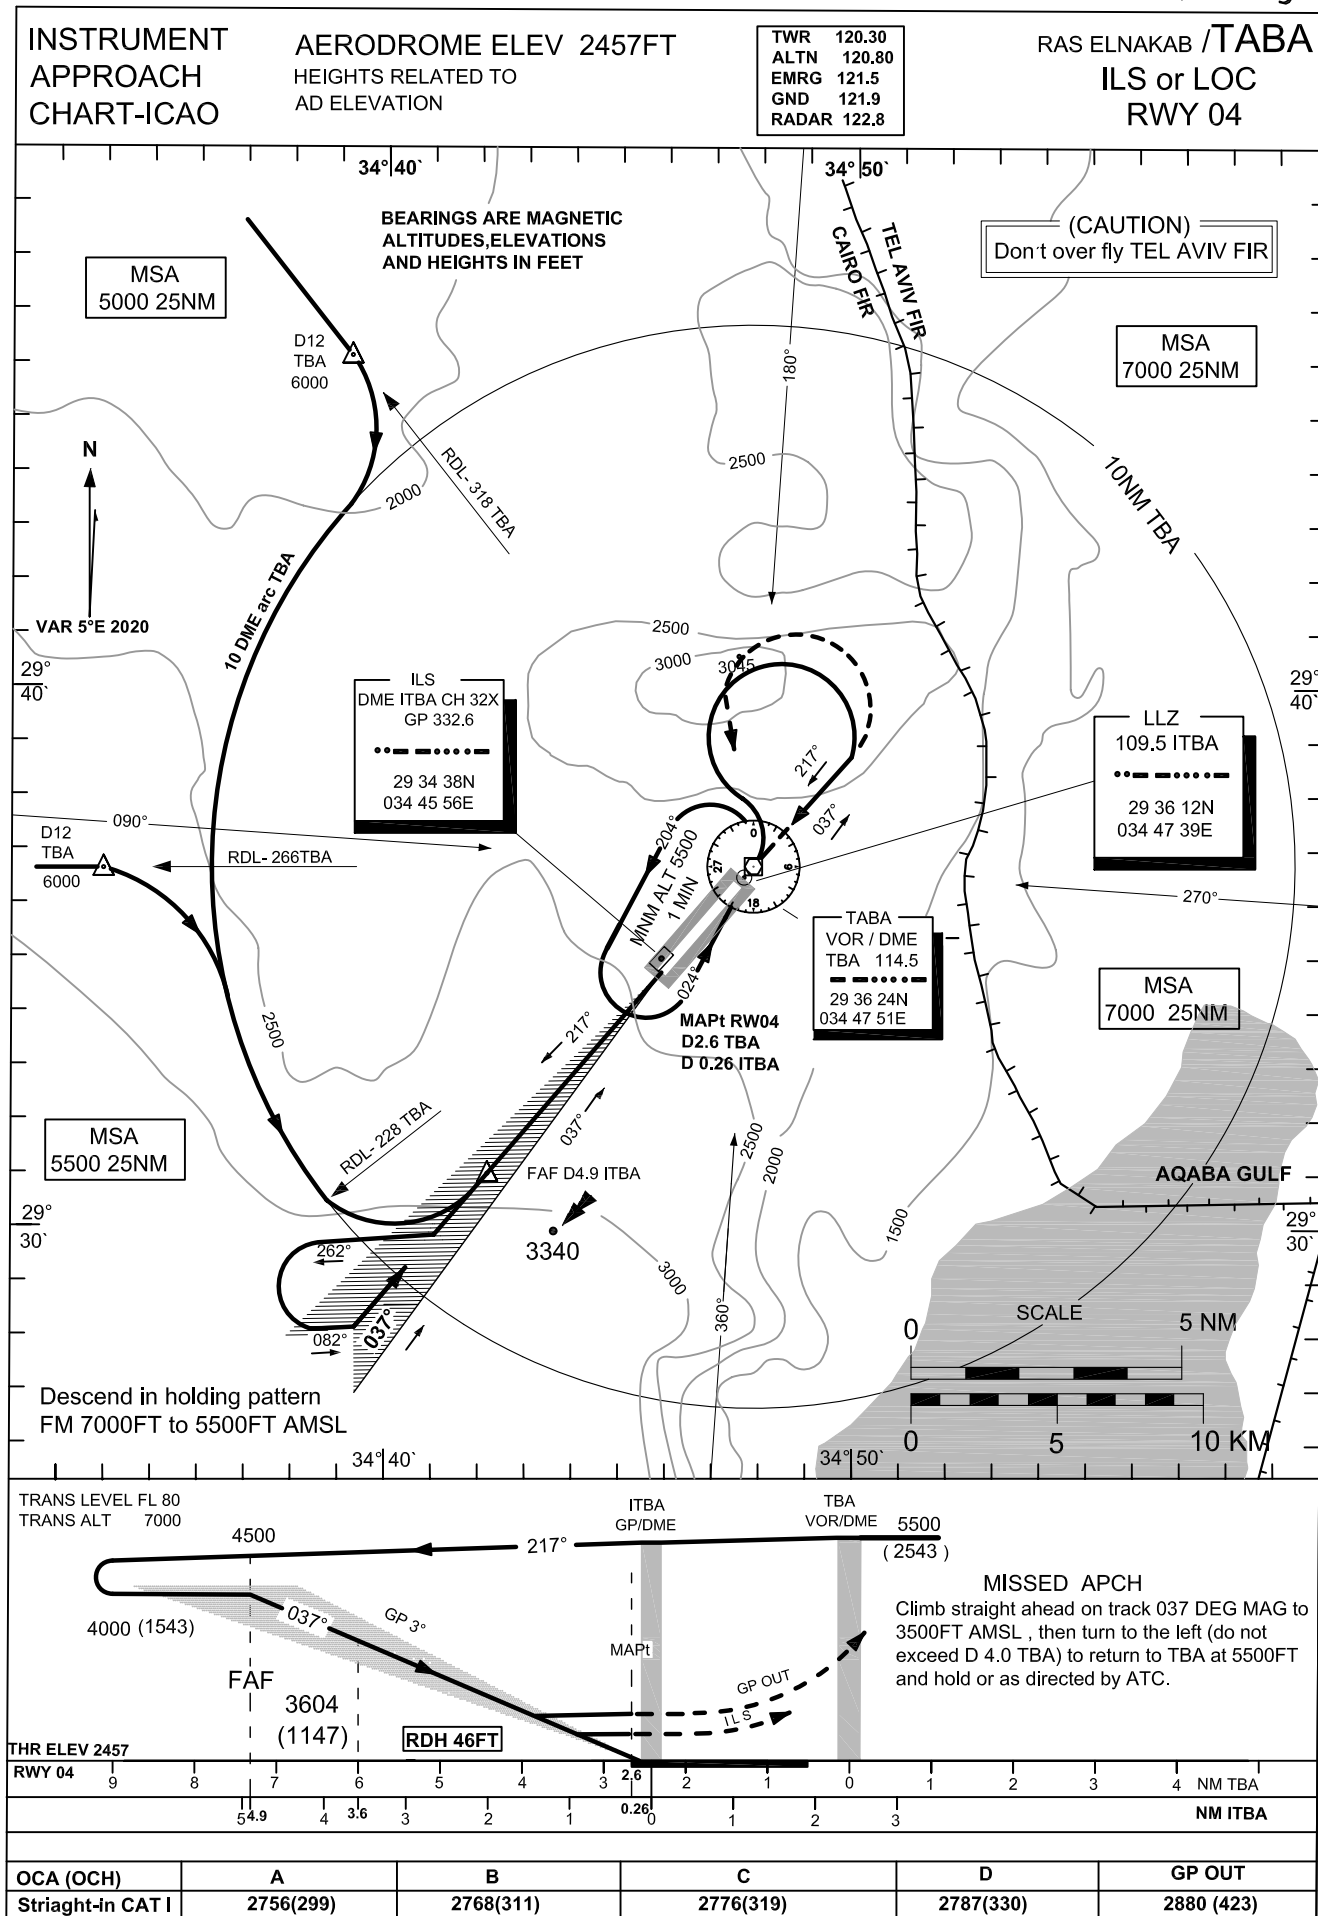 INSTRUMENT
APPROACH
CHART-ICAO
AERODROME ELEV 2457FT
HEIGHTS RELATED TO
AD ELEVATION
TWR 120.30
ALTN 120.80
EMRG 121.5
GND 121.9
RADAR 122.8
RAS ELNAKAB /TABA
ILS or LOC
RWY 04
34° 40`
34° 50`
BEARINGS ARE MAGNETIC
ALTITUDES,ELEVATIONS
AND HEIGHTS IN FEET
(CAUTION)
Don't over fly TEL AVIV FIR
MSA
5000 25NM
TEL AVIV FIR
CAIRO FIR
MSA
7000 25NM
D12
TBA
6000
180°
RDL- 318 TBA
2000
2500
10NM TBA
N
VAR 5°E 2020
10 DME arc TBA
2500
3000
3045
29°
40`
29°
40`
ILS
DME ITBA CH 32X
GP 332.6
29 34 38N
034 45 56E
LLZ
109.5 ITBA
29 36 12N
034 47 39E
217°
037°
090°
D12
TBA
6000
RDL- 266TBA
204°
MNM ALT 5500
1 MIN
0
9
18
27
270°
TABA
VOR / DME
TBA 114.5
29 36 24N
034 47 51E
024°
MSA
7000 25NM
2500
217°
MAPt RW04
D2.6 TBA
D 0.26 ITBA
037°
MSA
5500 25NM
RDL- 228 TBA
FAF D4.9 ITBA
2500
2000
1500
AQABA GULF
29°
30`
29°
30`
3340
262°
3000
082°
037°
360°
SCALE
0
5 NM
0
5
10 KM
Descend in holding pattern
FM 7000FT to 5500FT AMSL
34° 40`
34° 50`
TRANS LEVEL FL 80
TRANS ALT 7000
4500
217°
ITBA
GP/DME
TBA
VOR/DME
5500
( 2543 )
4000 (1543)
037°
GP 3°
MAPt
GP OUT
ILS
MISSED APCH
Climb straight ahead on track 037 DEG MAG to
3500FT AMSL , then turn to the left (do not
exceed D 4.0 TBA) to return to TBA at 5500FT
and hold or as directed by ATC.
FAF
3604
(1147)
RDH 46FT
THR ELEV 2457
RWY 04
9 8 7 6 5 4 3 2.6 2 1 0 1 2 3 4 NM TBA
5 4.9 4 3.6 3 2 1 0.26 0 1 2 3 NM ITBA
OCA (OCH) A B C D GP OUT
Striaght-in CAT I 2756(299) 2768(311) 2776(319) 2787(330) 2880 (423)